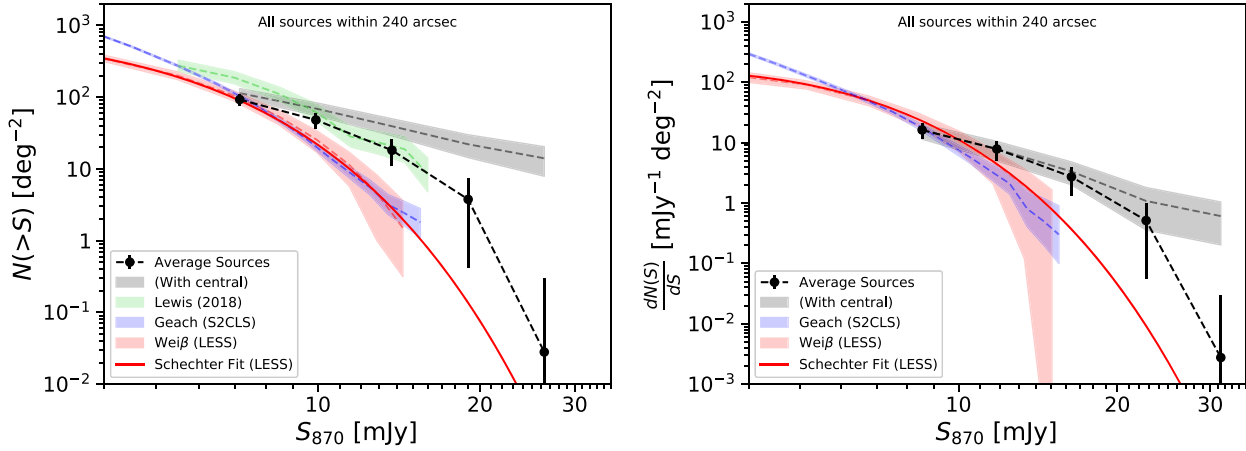 All sources within 240 arcsec
10³
10²
10
1
10⁻¹
10⁻²
N(>S) [deg⁻²]
Average Sources
(With central)
Lewis (2018)
Geach (S2CLS)
Weiβ (LESS)
Schechter Fit (LESS)
10
20
30
S₈₇₀ [mJy]
All sources within 240 arcsec
10³
10²
10
1
10⁻¹
10⁻²
10⁻³
dN(S)/dS [mJy⁻¹ deg⁻²]
Average Sources
(With central)
Geach (S2CLS)
Weiβ (LESS)
Schechter Fit (LESS)
10
20
30
S₈₇₀ [mJy]